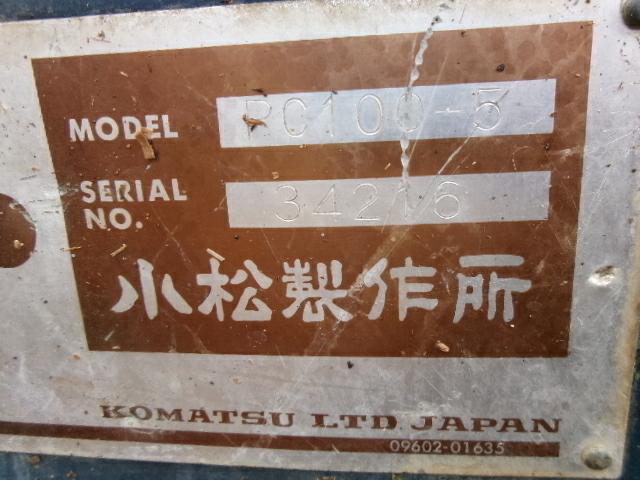 MODEL PC100-5
SERIAL NO. 34216
小松製作所
KOMATSU LTD JAPAN
09602-01635